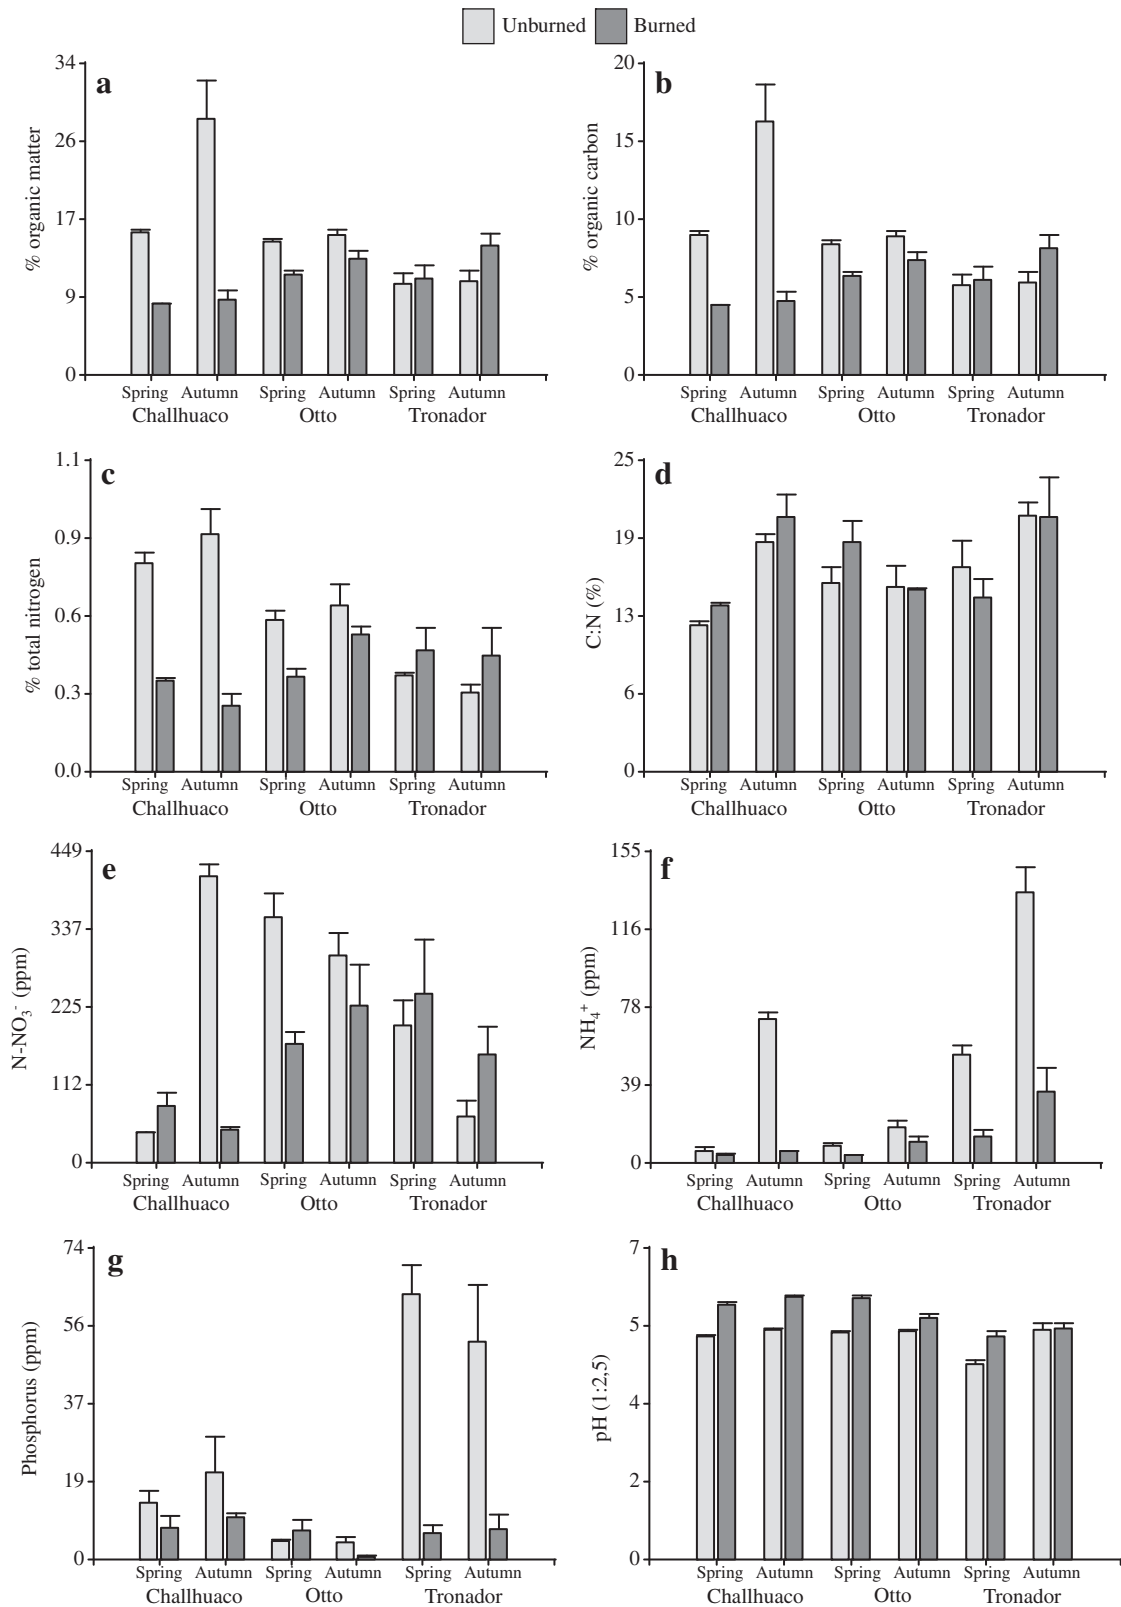 Unburned Burned
a
% organic matter
34
26
17
9
0
Spring Autumn Spring Autumn Spring Autumn
Challhuaco Otto Tronador
b
% organic carbon
20
15
10
5
0
Spring Autumn Spring Autumn Spring Autumn
Challhuaco Otto Tronador
c
% total nitrogen
1.1
0.9
0.6
0.3
0.0
Spring Autumn Spring Autumn Spring Autumn
Challhuaco Otto Tronador
d
C:N (%)
25
19
13
6
0
Spring Autumn Spring Autumn Spring Autumn
Challhuaco Otto Tronador
e
N-NO3- (ppm)
449
337
225
112
0
Spring Autumn Spring Autumn Spring Autumn
Challhuaco Otto Tronador
f
NH4+ (ppm)
155
116
78
39
0
Spring Autumn Spring Autumn Spring Autumn
Challhuaco Otto Tronador
g
Phosphorus (ppm)
74
56
37
19
0
Spring Autumn Spring Autumn Spring Autumn
Challhuaco Otto Tronador
h
pH (1:2,5)
7
5
4
2
0
Spring Autumn Spring Autumn Spring Autumn
Challhuaco Otto Tronador